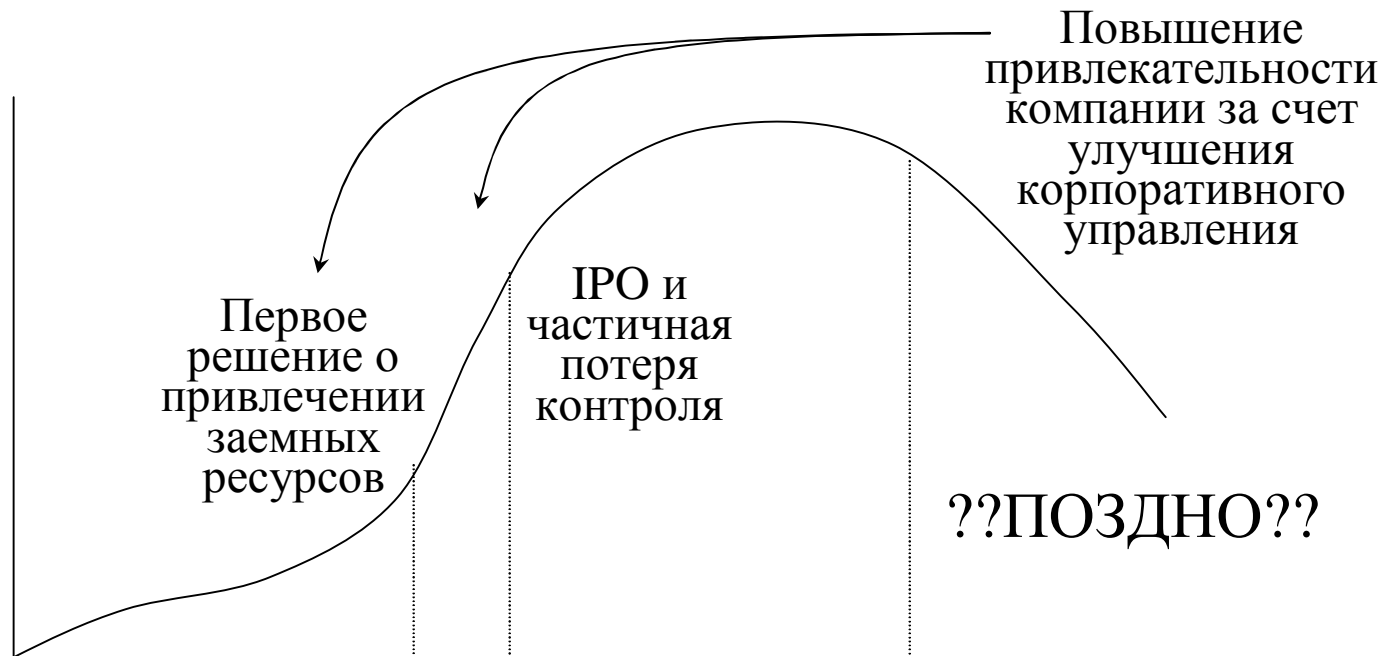 Повышение
привлекательности
компании за счет
улучшения
корпоративного
управления
Первое
решение о
привлечении
заемных
ресурсов
IPO и
частичная
потеря
контроля
??ПОЗДНО??